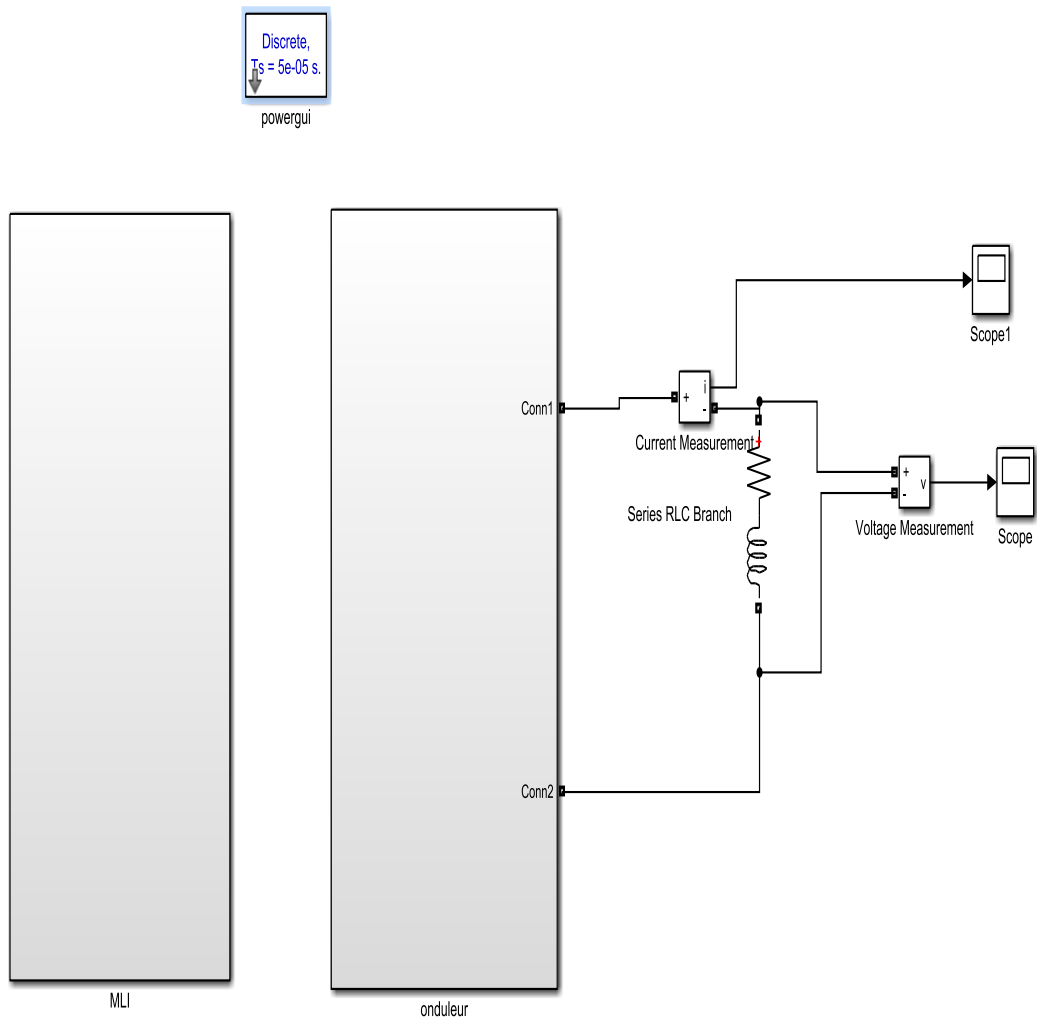 Discrete,
Ts = 5e-05 s.
powergui
Scope1
Conn1
+
i
-
Current Measurement
+
+
-
v
Series RLC Branch
Voltage Measurement
Scope
Conn2
MLI
onduleur